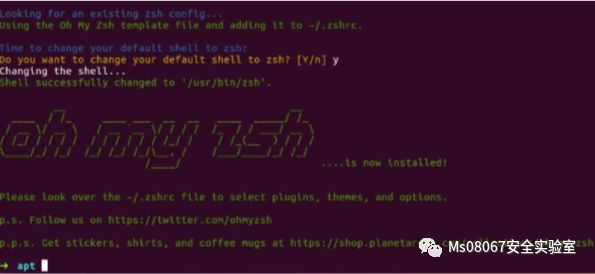 Looking for an existing zsh config...
Using the Oh My Zsh template file and adding it to ~/.zshrc.
Time to change your default shell to zsh:
Do you want to change your default shell to zsh? [Y/n] y
Changing the shell...
Shell successfully changed to '/usr/bin/zsh'.
oh my zsh
....is now installed!
Please look over the ~/.zshrc file to select plugins, themes, and options.
p.s. Follow us on https://twitter.com/ohmyzsh
p.p.s. Get stickers, shirts, and coffee mugs at
➜ apt
Ms08067安全实验室